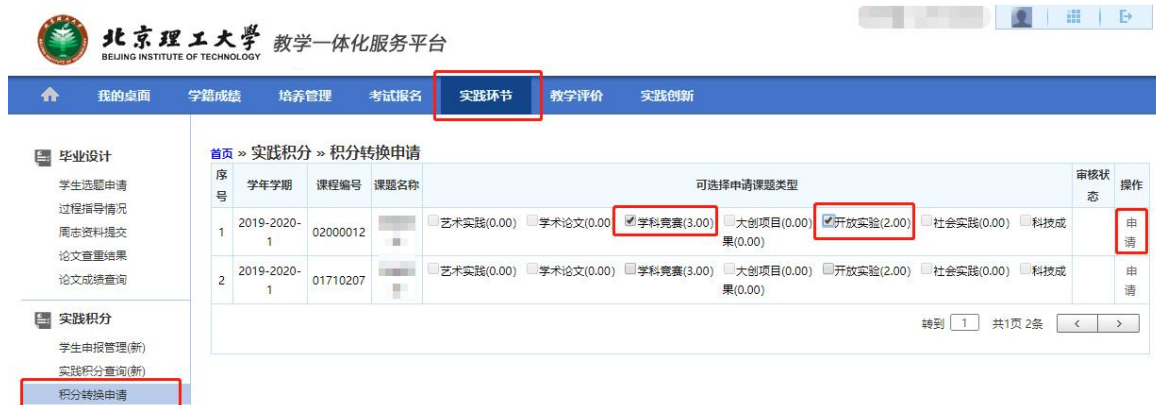 北京理工大学 教学一体化服务平台
BEIJING INSTITUTE OF TECHNOLOGY
我的桌面 学籍成绩 培养管理 考试报名 实践环节 教学评价 实践创新
毕业设计
学生选题申请
过程指导情况
周志资料提交
论文查重结果
论文成绩查询
实践积分
学生申报管理(新)
实践积分查询(新)
积分转换申请
首页 » 实践积分 » 积分转换申请
序号 学年学期 课程编号 课题名称 可选择申请课题类型 审核状态 操作
1 2019-2020-1 02000012 艺术实践(0.00) 学术论文(0.00) 学科竞赛(3.00) 大创项目(0.00) 开放实验(2.00) 社会实践(0.00) 科技成果(0.00) 申请
2 2019-2020-1 01710207 艺术实践(0.00) 学术论文(0.00) 学科竞赛(3.00) 大创项目(0.00) 开放实验(2.00) 社会实践(0.00) 科技成果(0.00) 申请
转到 1 共1页 2条 < >